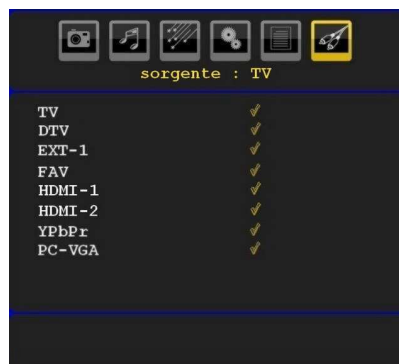 sorgente : TV
TV
DTV
EXT-1
FAV
HDMI-1
HDMI-2
YPbPr
PC-VGA